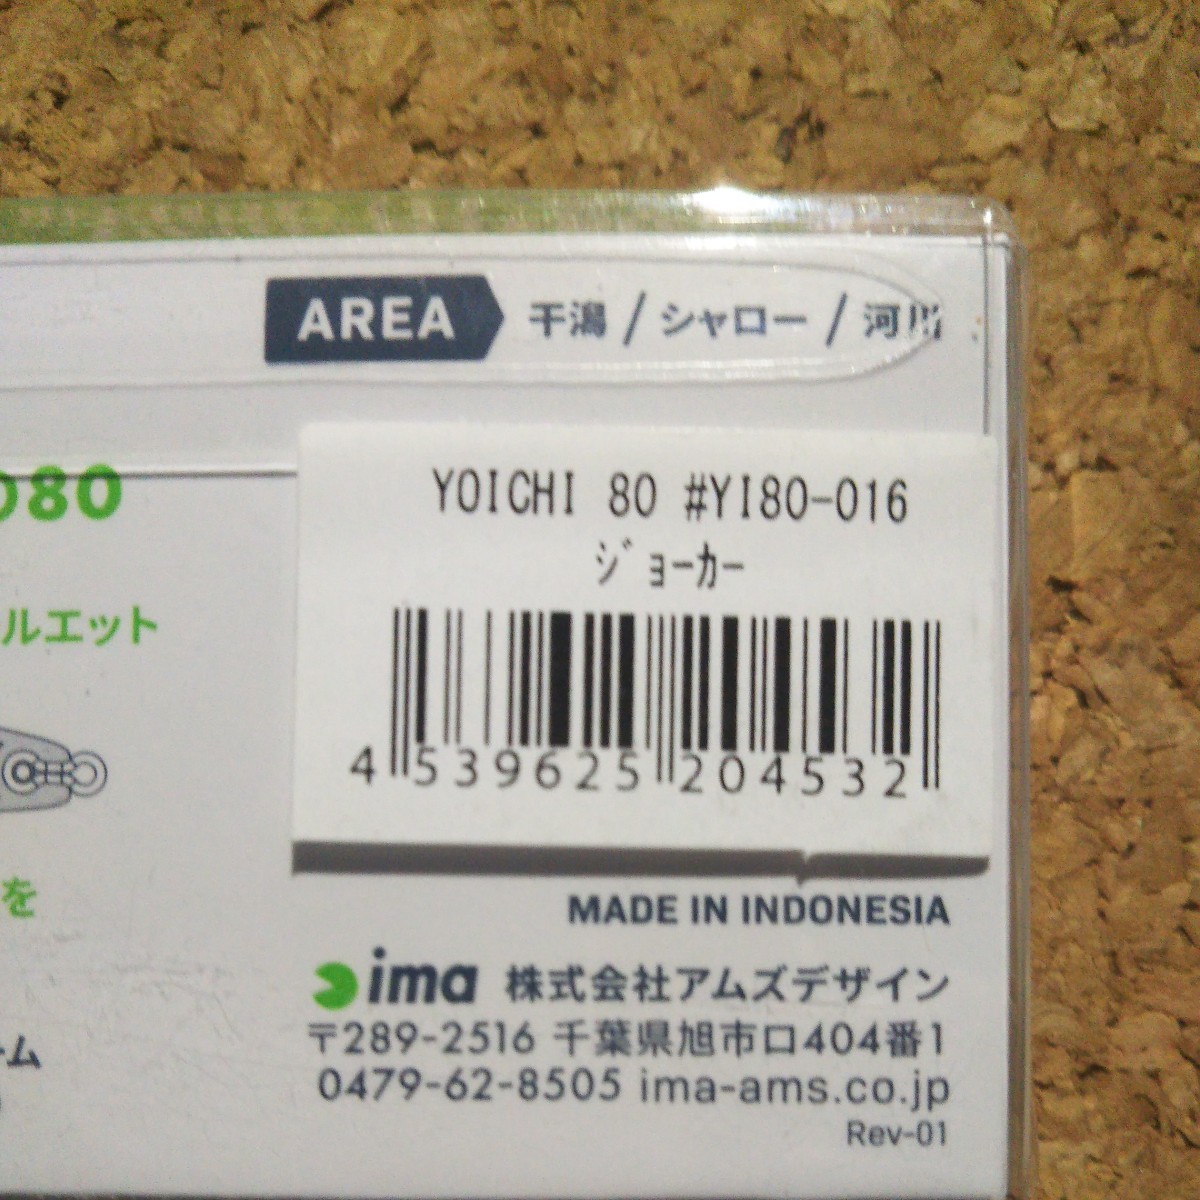 AREA 干潟 / シャロー / 河川
080
YOICHI 80 #YI80-016
ジョーカー
ルエット
4 539625 204532
を
MADE IN INDONESIA
ima 株式会社アムズデザイン
〒289-2516 千葉県旭市ロ404番1
ーム
0479-62-8505 ima-ams.co.jp
Rev-01